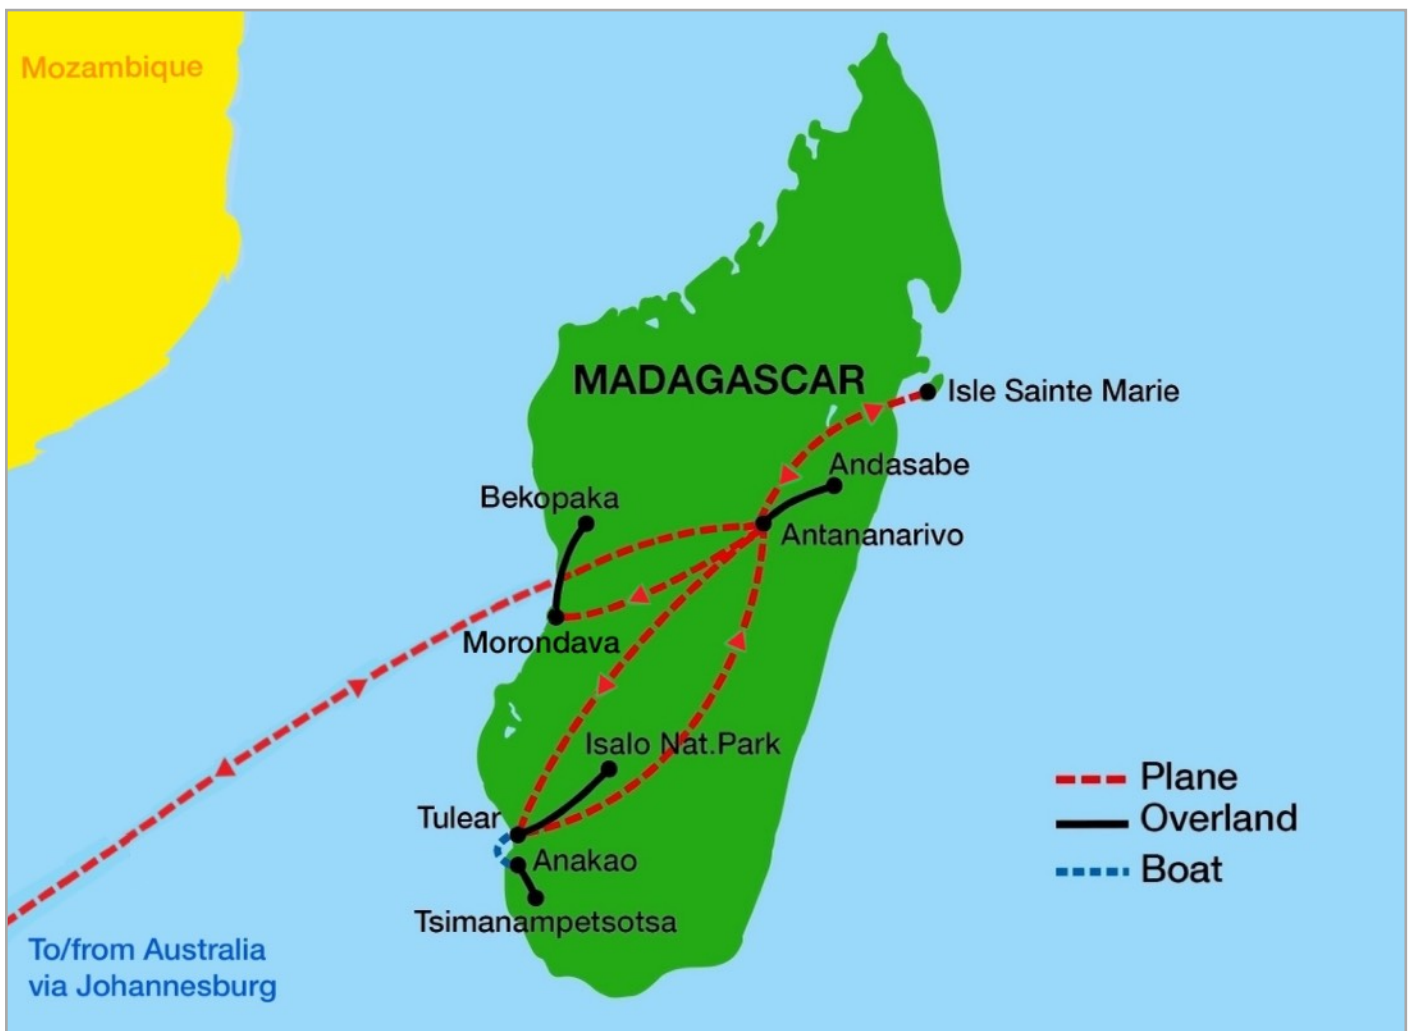 Mozambique
MADAGASCAR
Isle Sainte Marie
Andasabe
Bekopaka
Antananarivo
Morondava
Isalo Nat.Park
Tulear
Anakao
Tsimanampetsotsa
Plane
Overland
Boat
To/from Australia
via Johannesburg